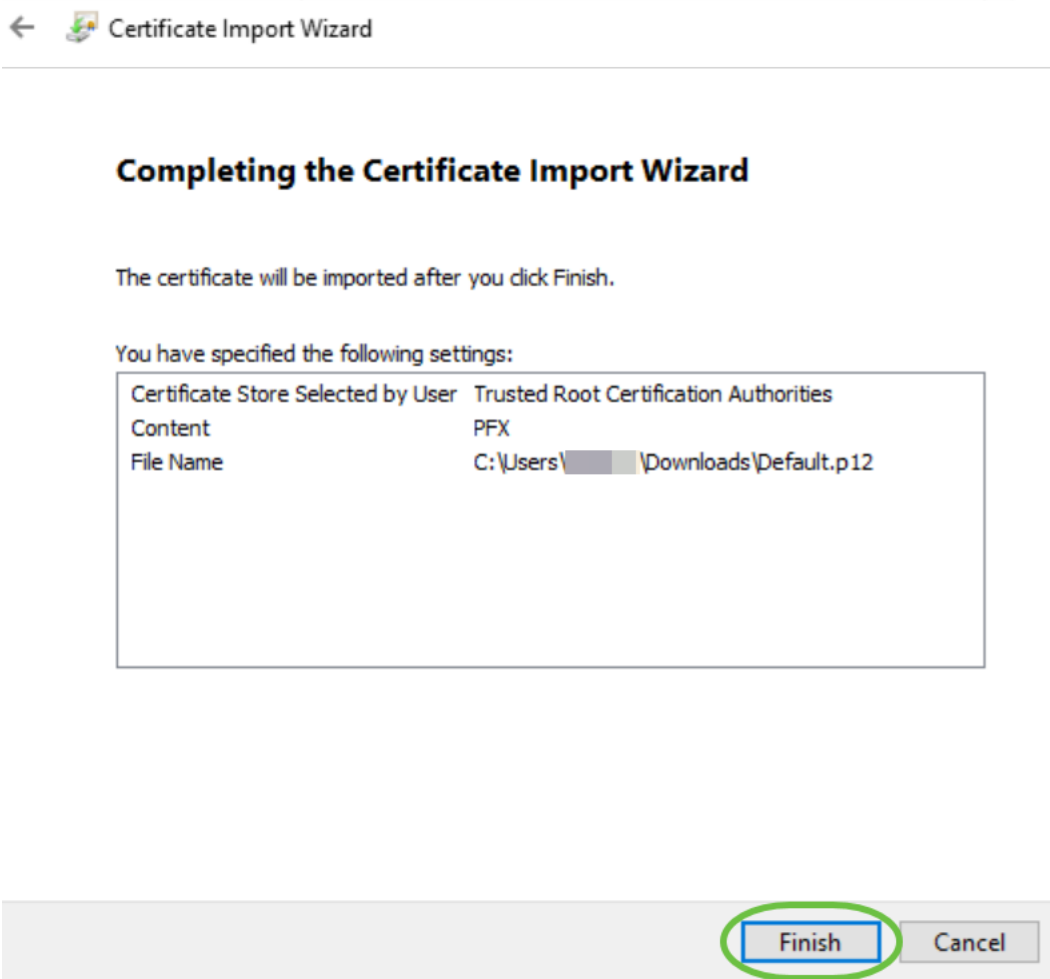 Certificate Import Wizard
Completing the Certificate Import Wizard
The certificate will be imported after you click Finish.
You have specified the following settings:
Certificate Store Selected by User Trusted Root Certification Authorities
Content PFX
File Name C:\Users\ \Downloads\Default.p12
Finish Cancel